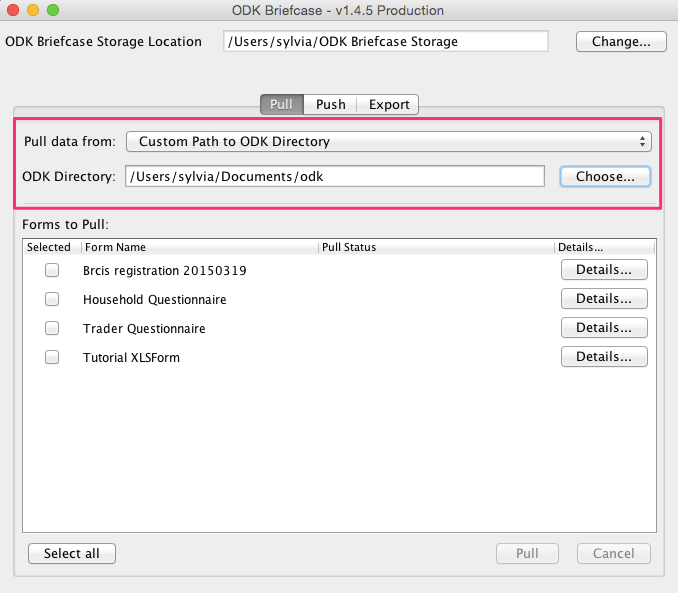 ODK Briefcase - v1.4.5 Production
ODK Briefcase Storage Location /Users/sylvia/ODK Briefcase Storage Change...
Pull Push Export
Pull data from: Custom Path to ODK Directory
ODK Directory: /Users/sylvia/Documents/odk Choose...
Forms to Pull:
Selected Form Name Pull Status Details...
Brcis registration 20150319 Details...
Household Questionnaire Details...
Trader Questionnaire Details...
Tutorial XLSForm Details...
Select all Pull Cancel